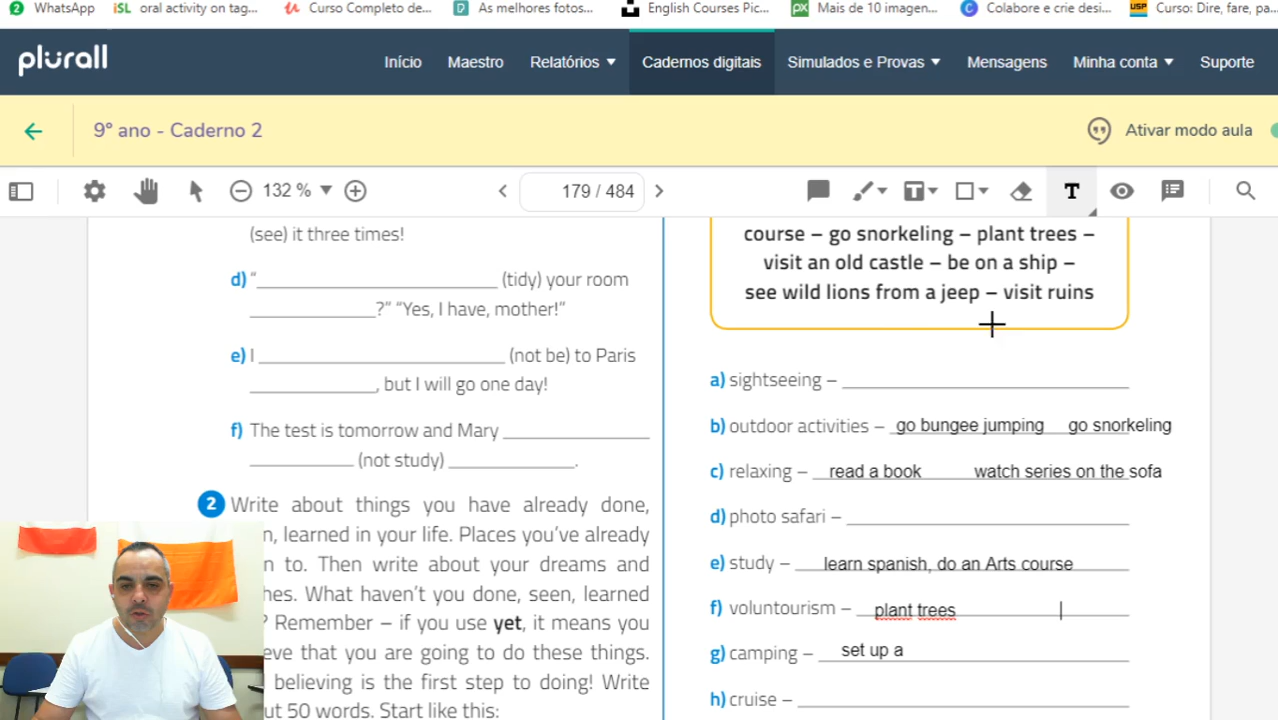 WhatsApp
iSL oral activity on tag...
Curso Completo de...
As melhores fotos...
English Courses Pic...
px Mais de 10 imagen...
C Colabore e crie desi...
USP Curso: Dire, fare, pa...
plurall
Início Maestro Relatórios Cadernos digitais Simulados e Provas Mensagens Minha conta Suporte
9º ano - Caderno 2
Ativar modo aula
132 %
179 / 484
T
(see) it three times!
d) “ (tidy) your room
?” “Yes, I have, mother!”
e) I (not be) to Paris
, but I will go one day!
f) The test is tomorrow and Mary
(not study) .
2 Write about things you have already done,
n, learned in your life. Places you’ve already
n to. Then write about your dreams and
hes. What haven’t you done, seen, learned
? Remember – if you use yet, it means you
eve that you are going to do these things.
believing is the first step to doing! Write
ut 50 words. Start like this:
course – go snorkeling – plant trees –
visit an old castle – be on a ship –
see wild lions from a jeep – visit ruins
a) sightseeing –
b) outdoor activities – go bungee jumping go snorkeling
c) relaxing – read a book watch series on the sofa
d) photo safari –
e) study – learn spanish, do an Arts course
f) voluntourism – plant trees
g) camping – set up a
h) cruise –